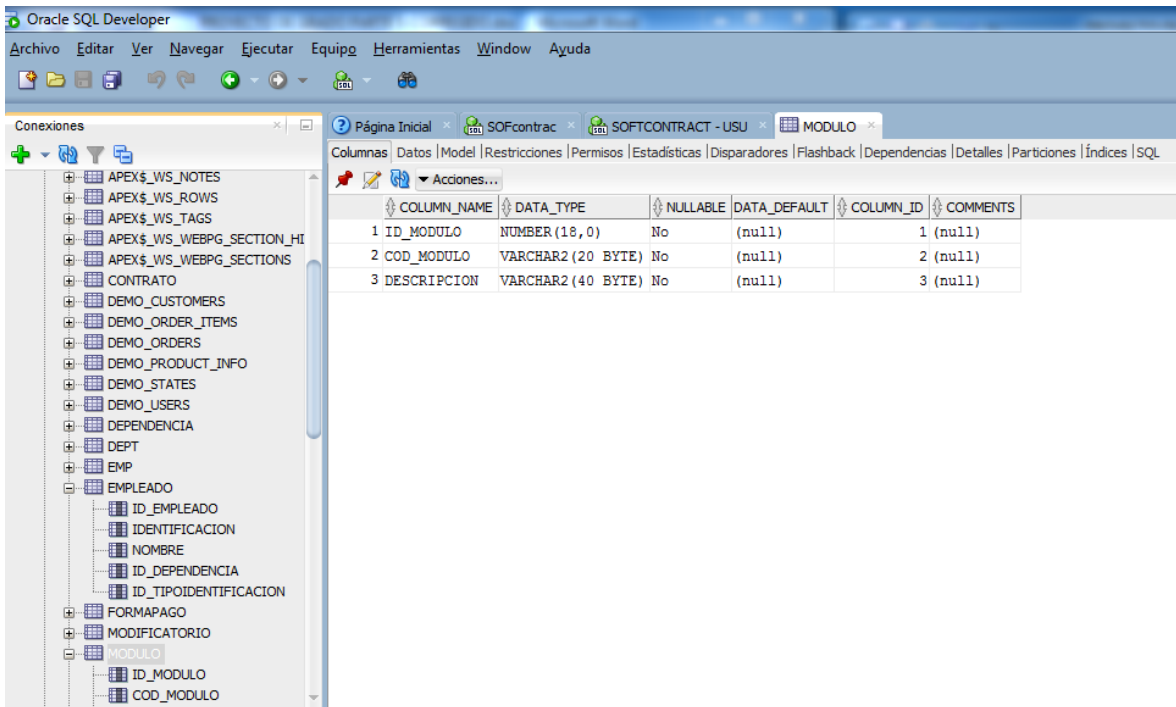 Oracle SQL Developer
Archivo Editar Ver Navegar Ejecutar Equipo Herramientas Window Ayuda
Conexiones
APEX$_WS_NOTES
APEX$_WS_ROWS
APEX$_WS_TAGS
APEX$_WS_WEBPG_SECTION_HI
APEX$_WS_WEBPG_SECTIONS
CONTRATO
DEMO_CUSTOMERS
DEMO_ORDER_ITEMS
DEMO_ORDERS
DEMO_PRODUCT_INFO
DEMO_STATES
DEMO_USERS
DEPENDENCIA
DEPT
EMP
EMPLEADO
ID_EMPLEADO
IDENTIFICACION
NOMBRE
ID_DEPENDENCIA
ID_TIPOIDENTIFICACION
FORMAPAGO
MODIFICATORIO
MODULO
ID_MODULO
COD_MODULO
Página Inicial SOFcontrac SOFTCONTRACT - USU MODULO
Columnas Datos |Model |Restricciones |Permisos |Estadísticas |Disparadores |Flashback |Dependencias |Detalles |Particiones |Índices |SQL
Acciones...
COLUMN_NAME DATA_TYPE NULLABLE DATA_DEFAULT COLUMN_ID COMMENTS
1 ID_MODULO NUMBER(18,0) No (null) 1 (null)
2 COD_MODULO VARCHAR2(20 BYTE) No (null) 2 (null)
3 DESCRIPCION VARCHAR2(40 BYTE) No (null) 3 (null)